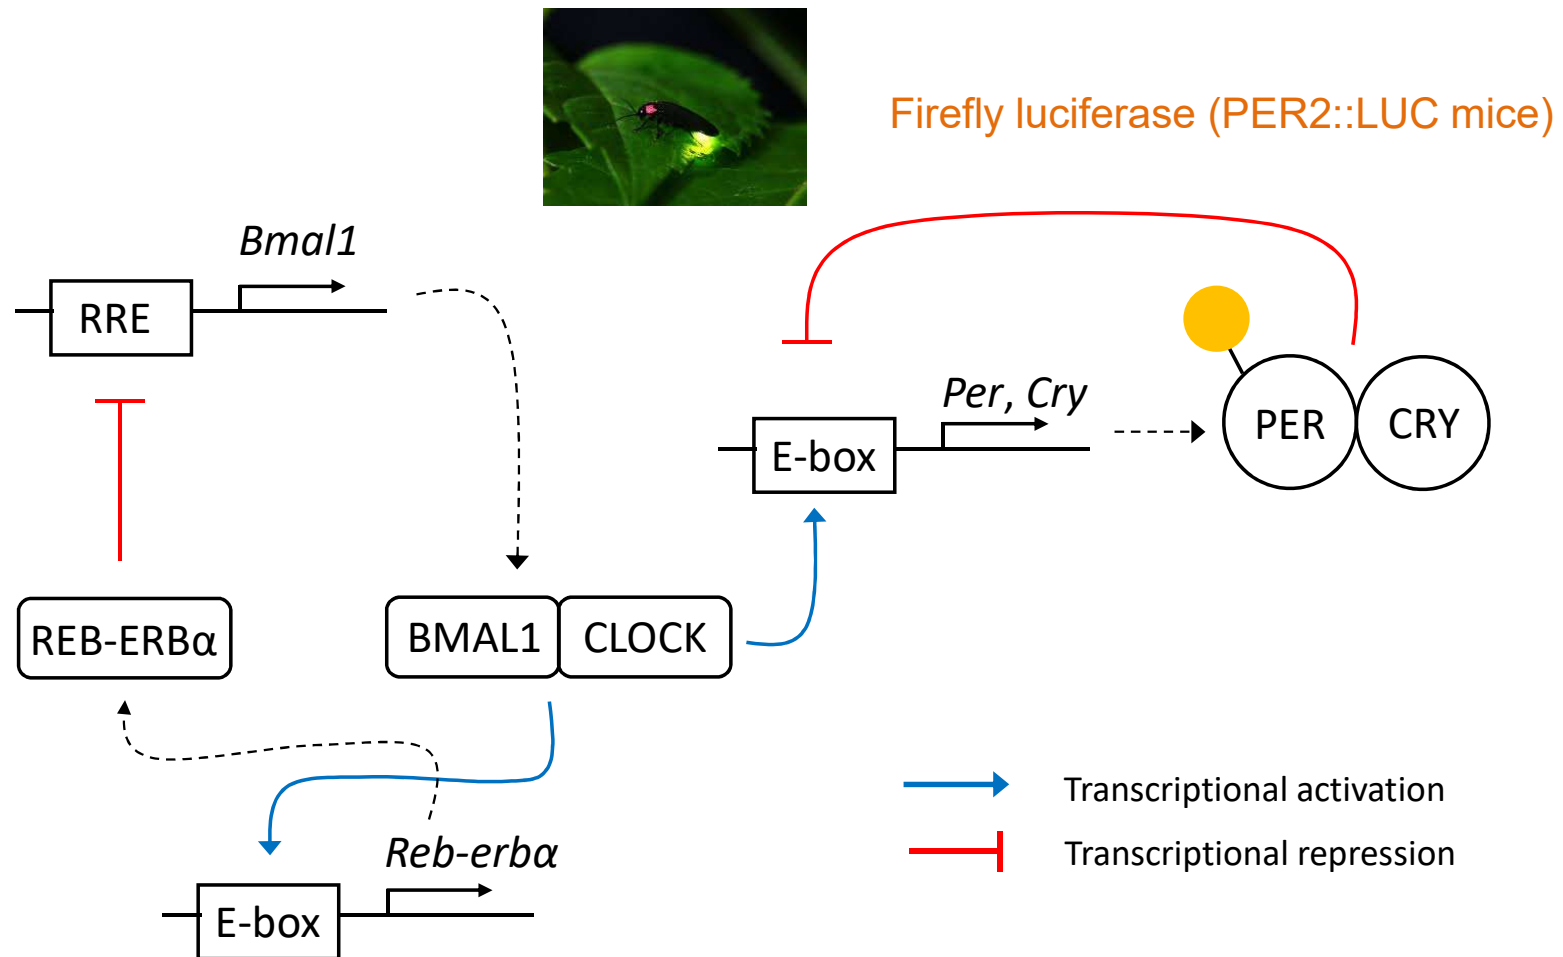 Firefly luciferase (PER2::LUC mice)
Bmal1
RRE
Per, Cry
E-box
PER
CRY
REB-ERBα
BMAL1
CLOCK
Reb-erbα
E-box
Transcriptional activation
Transcriptional repression